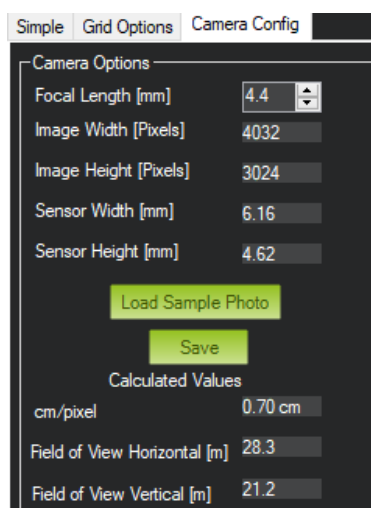 Simple Grid Options Camera Config
Camera Options
Focal Length [mm] 4.4
Image Width [Pixels] 4032
Image Height [Pixels] 3024
Sensor Width [mm] 6.16
Sensor Height [mm] 4.62
Load Sample Photo
Save
Calculated Values
cm/pixel 0.70 cm
Field of View Horizontal [m] 28.3
Field of View Vertical [m] 21.2